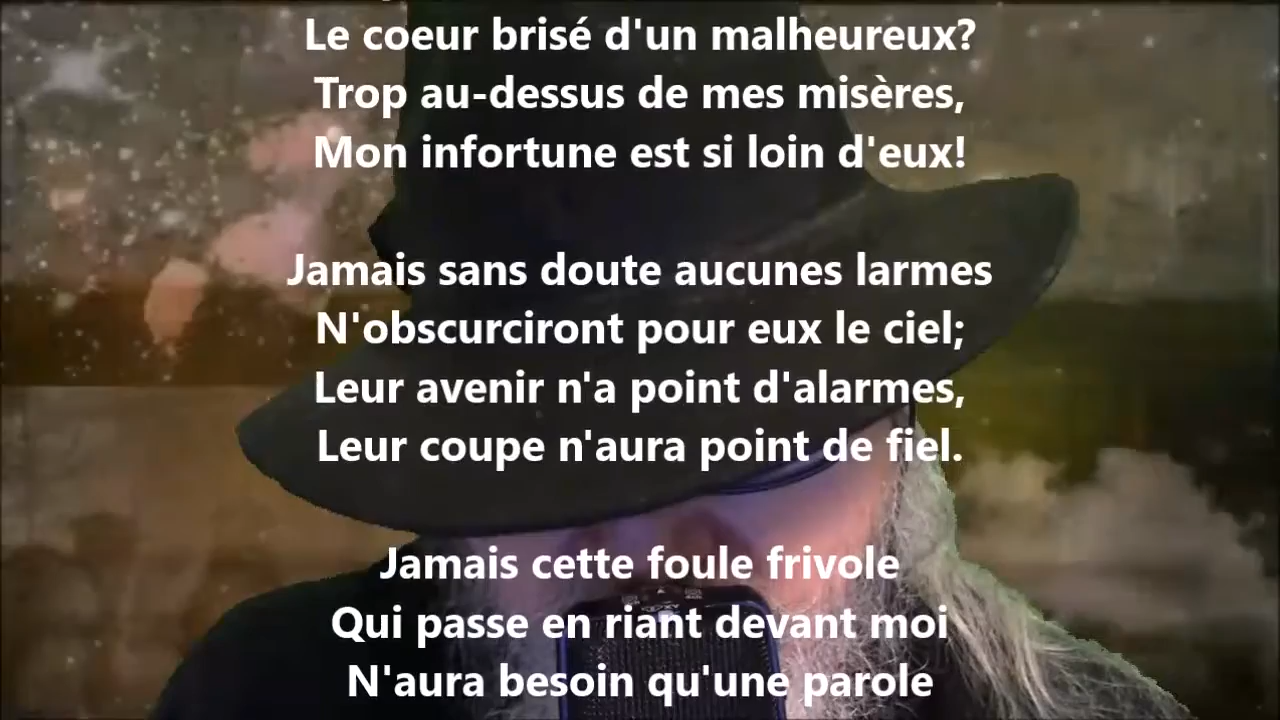 Le coeur brisé d'un malheureux?
Trop au-dessus de mes misères,
Mon infortune est si loin d'eux!
Jamais sans doute aucunes larmes
N'obscurciront pour eux le ciel;
Leur avenir n'a point d'alarmes,
Leur coupe n'aura point de fiel.
Jamais cette foule frivole
Qui passe en riant devant moi
N'aura besoin qu'une parole